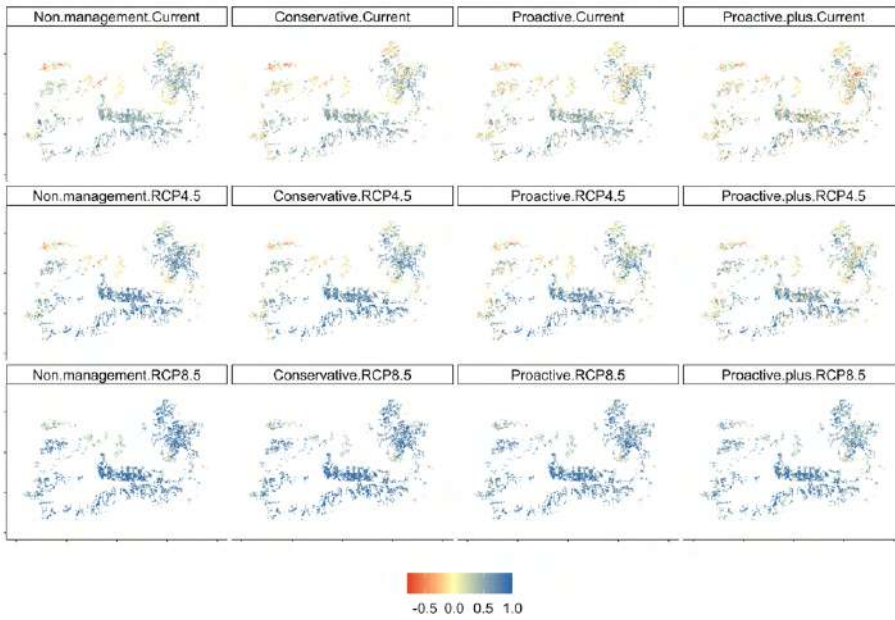 Non.management.Current Conservative.Current Proactive.Current Proactive.plus.Current
Non.management.RCP4.5 Conservative.RCP4.5 Proactive.RCP4.5 Proactive.plus.RCP4.5
Non.management.RCP8.5 Conservative.RCP8.5 Proactive.RCP8.5 Proactive.plus.RCP8.5
-0.5 0.0 0.5 1.0